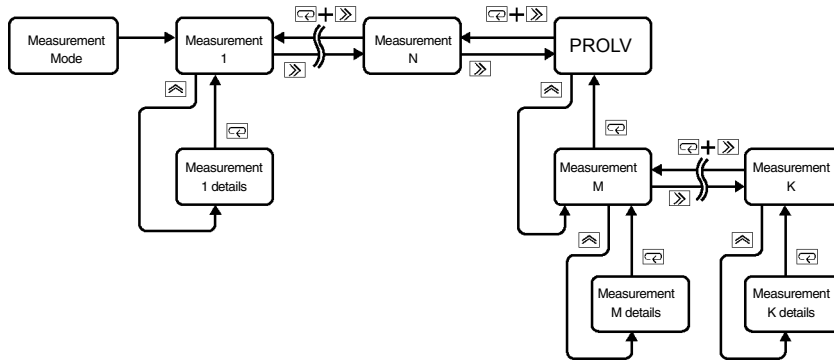 Measurement
Mode
Measurement
1
Measurement
N
PROLV
Measurement
1 details
Measurement
M
Measurement
K
Measurement
M details
Measurement
K details